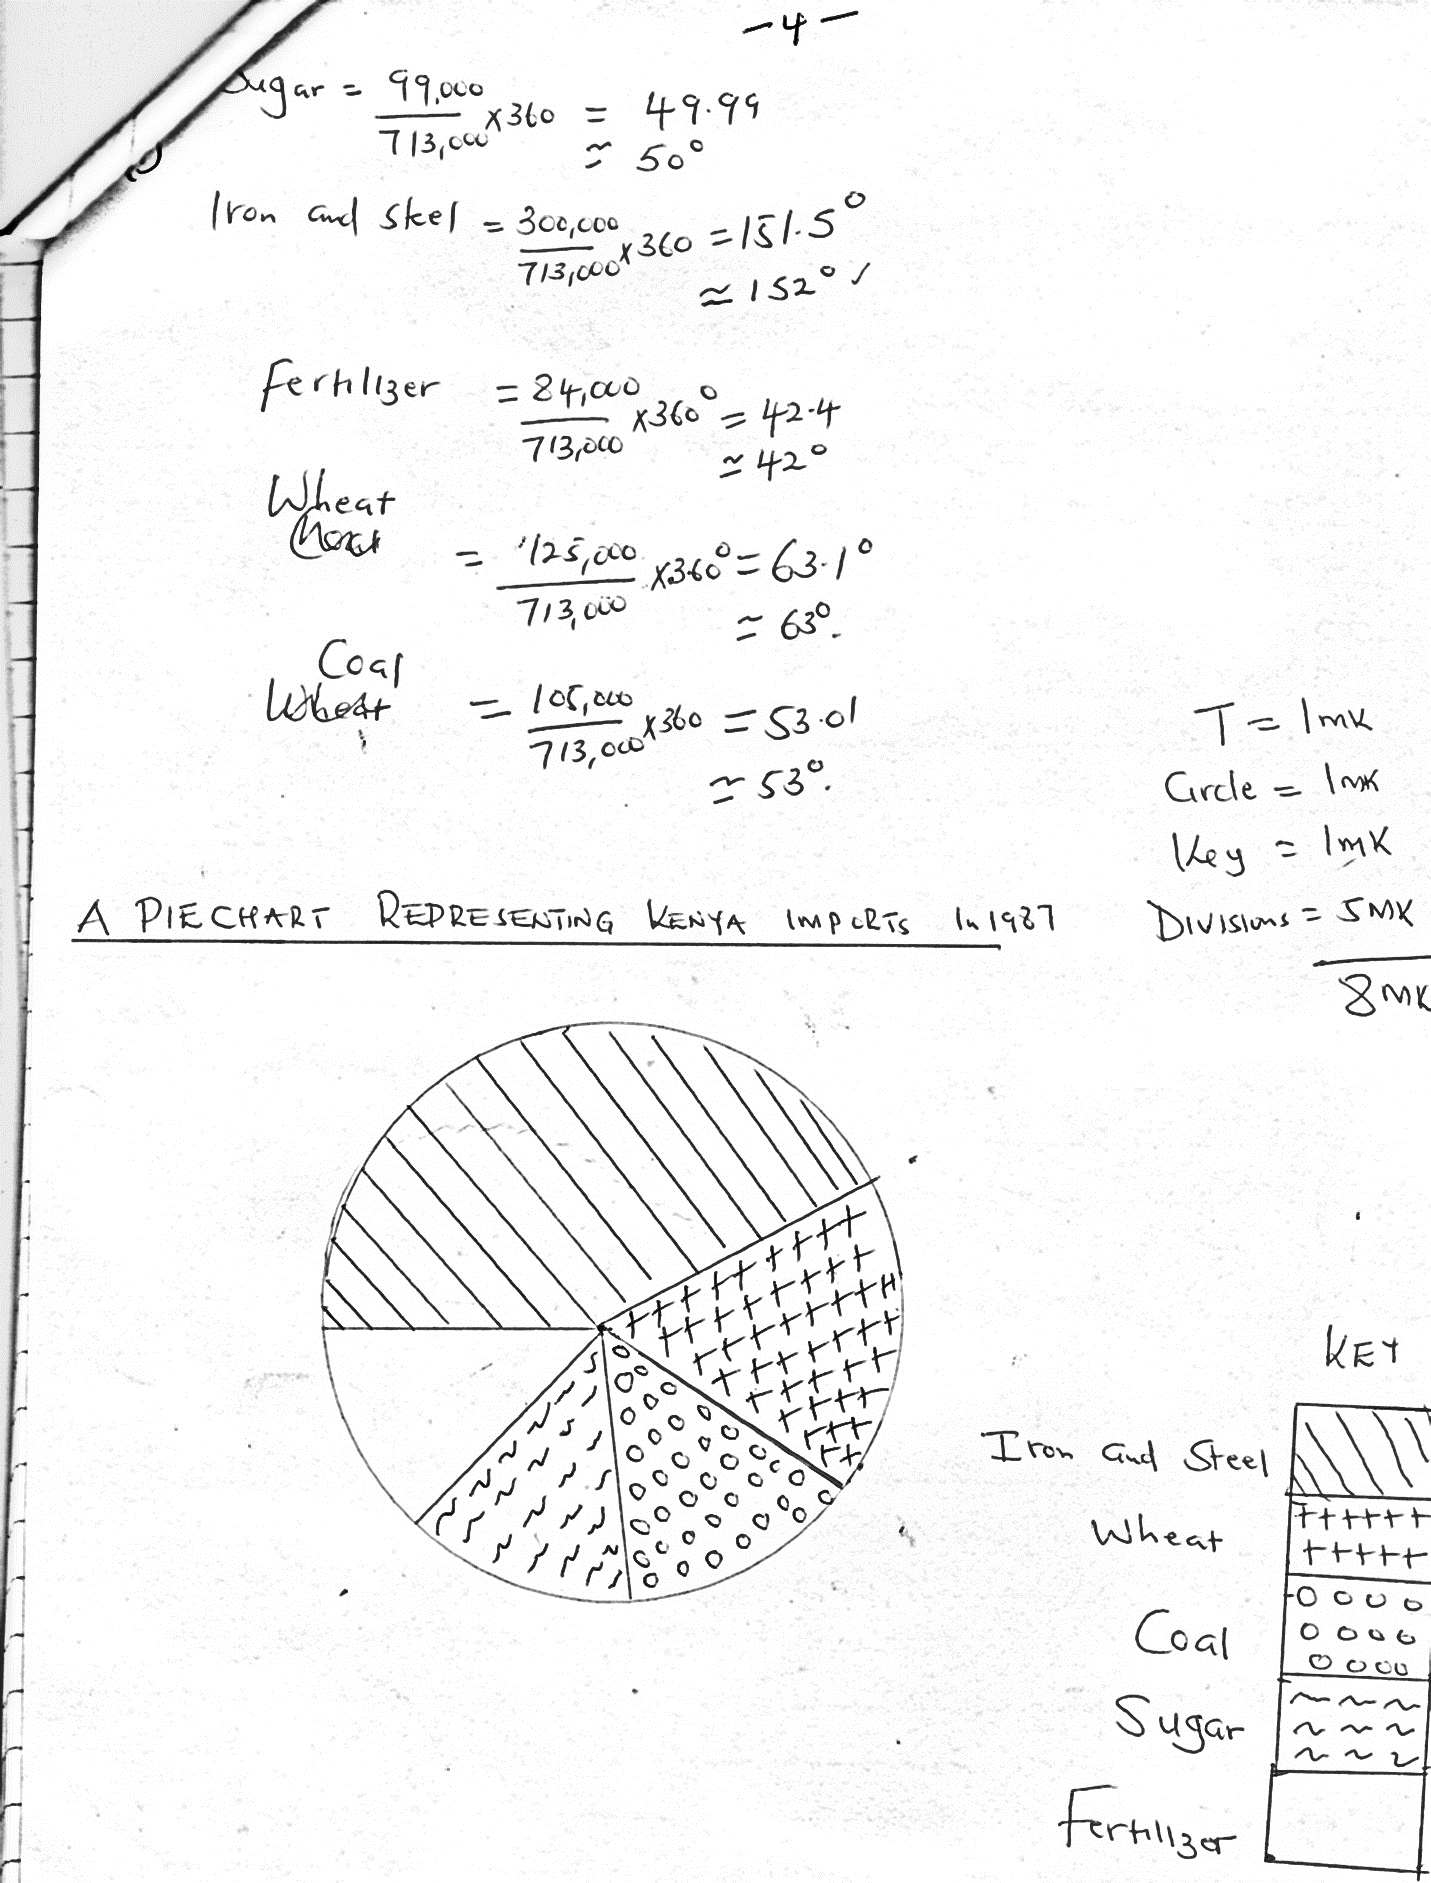 -4-
Sugar = 99,000/713,000 x360 = 49.99
≃ 50°
Iron and steel = 300,000/713,000 x360 = 151.5°
≃ 152° ✓
Fertilizer = 84,000/713,000 x360° = 42.4
≃ 42°
Wheat
= 125,000/713,000 x360° = 63.1°
≃ 63°.
Coal
Wheat = 105,000/713,000 x360 = 53.01
≃ 53°.
T = 1mk
Circle = 1mk
Key = 1mk
Divisions = 5mk
8mk
A PIECHART REPRESENTING KENYA IMPORTS In 1987
KEY
Iron and Steel
Wheat
Coal
Sugar
Fertilizer